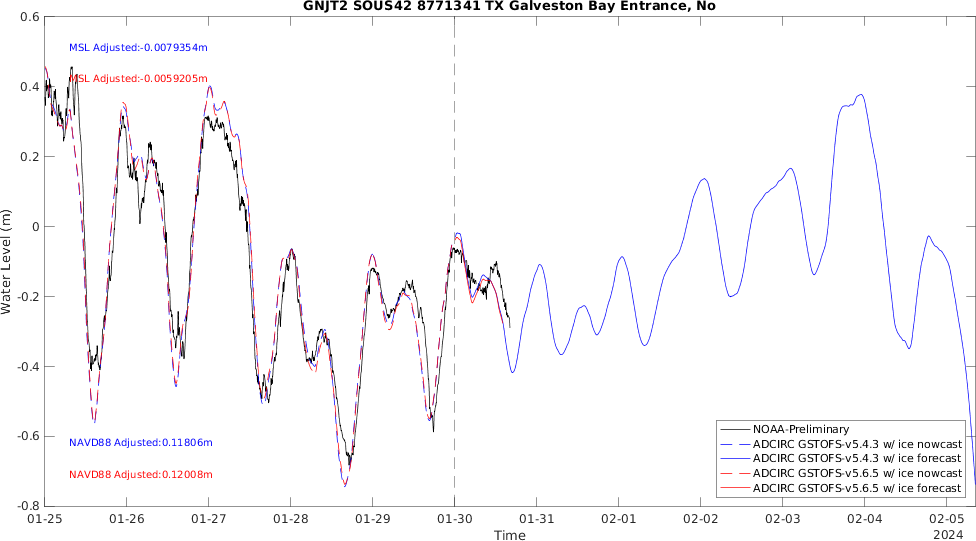 GNJT2 SOUS42 8771341 TX Galveston Bay Entrance, No
0.6
0.4
0.2
0
-0.2
-0.4
-0.6
-0.8
Water Level (m)
MSL Adjusted:-0.0079354m
MSL Adjusted:-0.0059205m
NAVD88 Adjusted:0.11806m
NAVD88 Adjusted:0.12008m
NOAA-Preliminary
ADCIRC GSTOFS-v5.4.3 w/ ice nowcast
ADCIRC GSTOFS-v5.4.3 w/ ice forecast
ADCIRC GSTOFS-v5.6.5 w/ ice nowcast
ADCIRC GSTOFS-v5.6.5 w/ ice forecast
01-25 01-26 01-27 01-28 01-29 01-30 01-31 02-01 02-02 02-03 02-04 02-05
Time 2024